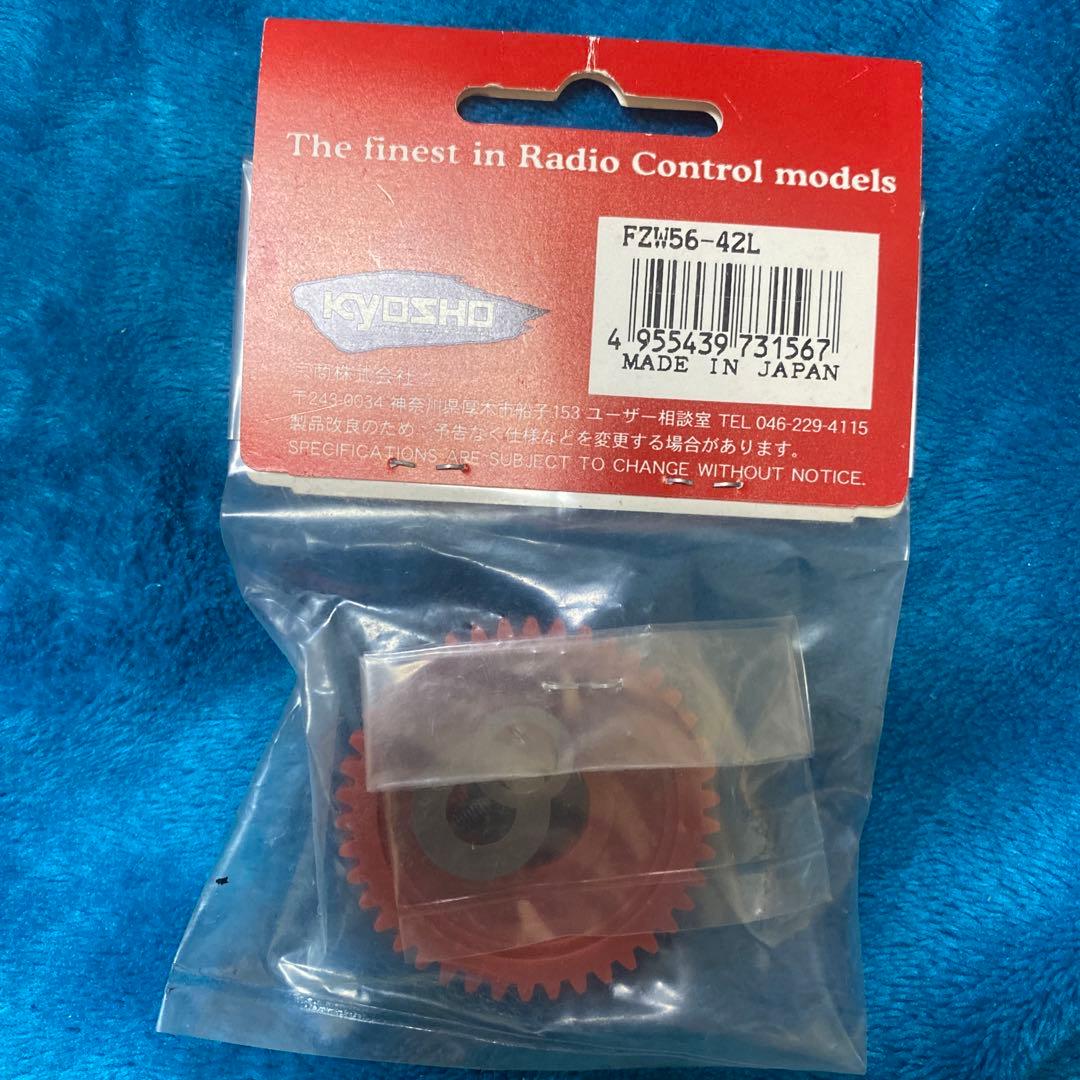 The finest in Radio Control models
FZW56-42L
KYOSHO
4 955439 731567
MADE IN JAPAN
京商株式会社
〒243-0034 神奈川県厚木市船子153 ユーザー相談室 TEL 046-229-4115
製品改良のため、予告なく仕様などを変更する場合があります。
SPECIFICATIONS ARE SUBJECT TO CHANGE WITHOUT NOTICE.